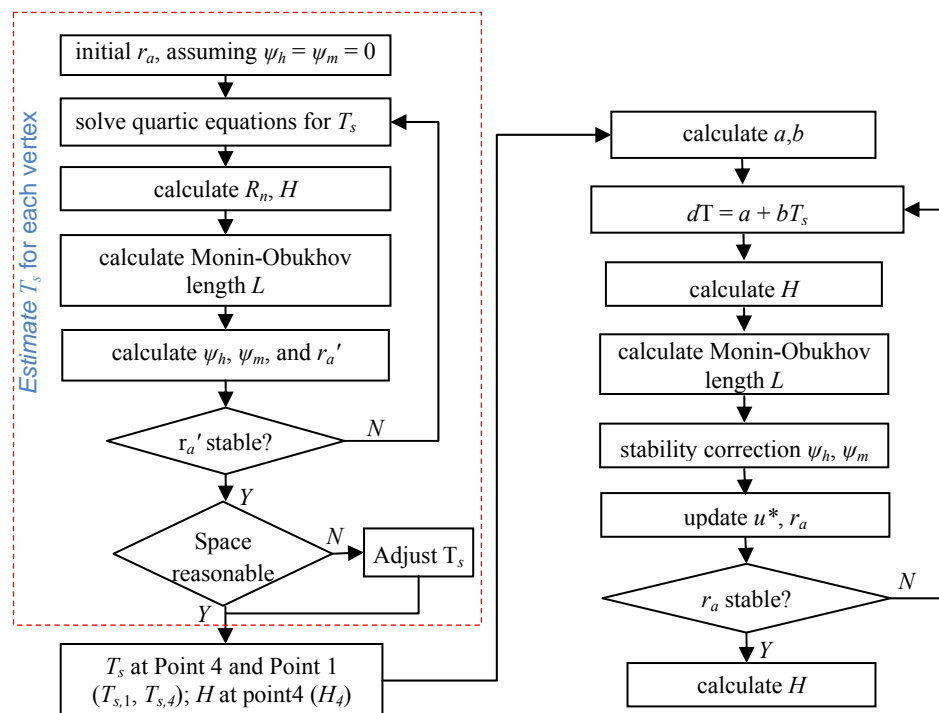 Estimate Ts for each vertex
initial ra, assuming ψh = ψm = 0
solve quartic equations for Ts
calculate Rn, H
calculate Monin-Obukhov
length L
calculate ψh, ψm, and ra′
ra′ stable?
N
Y
Space
reasonable
N
Adjust Ts
Y
Ts at Point 4 and Point 1
(Ts,1, Ts,4); H at point4 (H4)
calculate a,b
dT = a + bTs
calculate H
calculate Monin-Obukhov
length L
stability correction ψh, ψm
update u*, ra
ra stable?
N
Y
calculate H